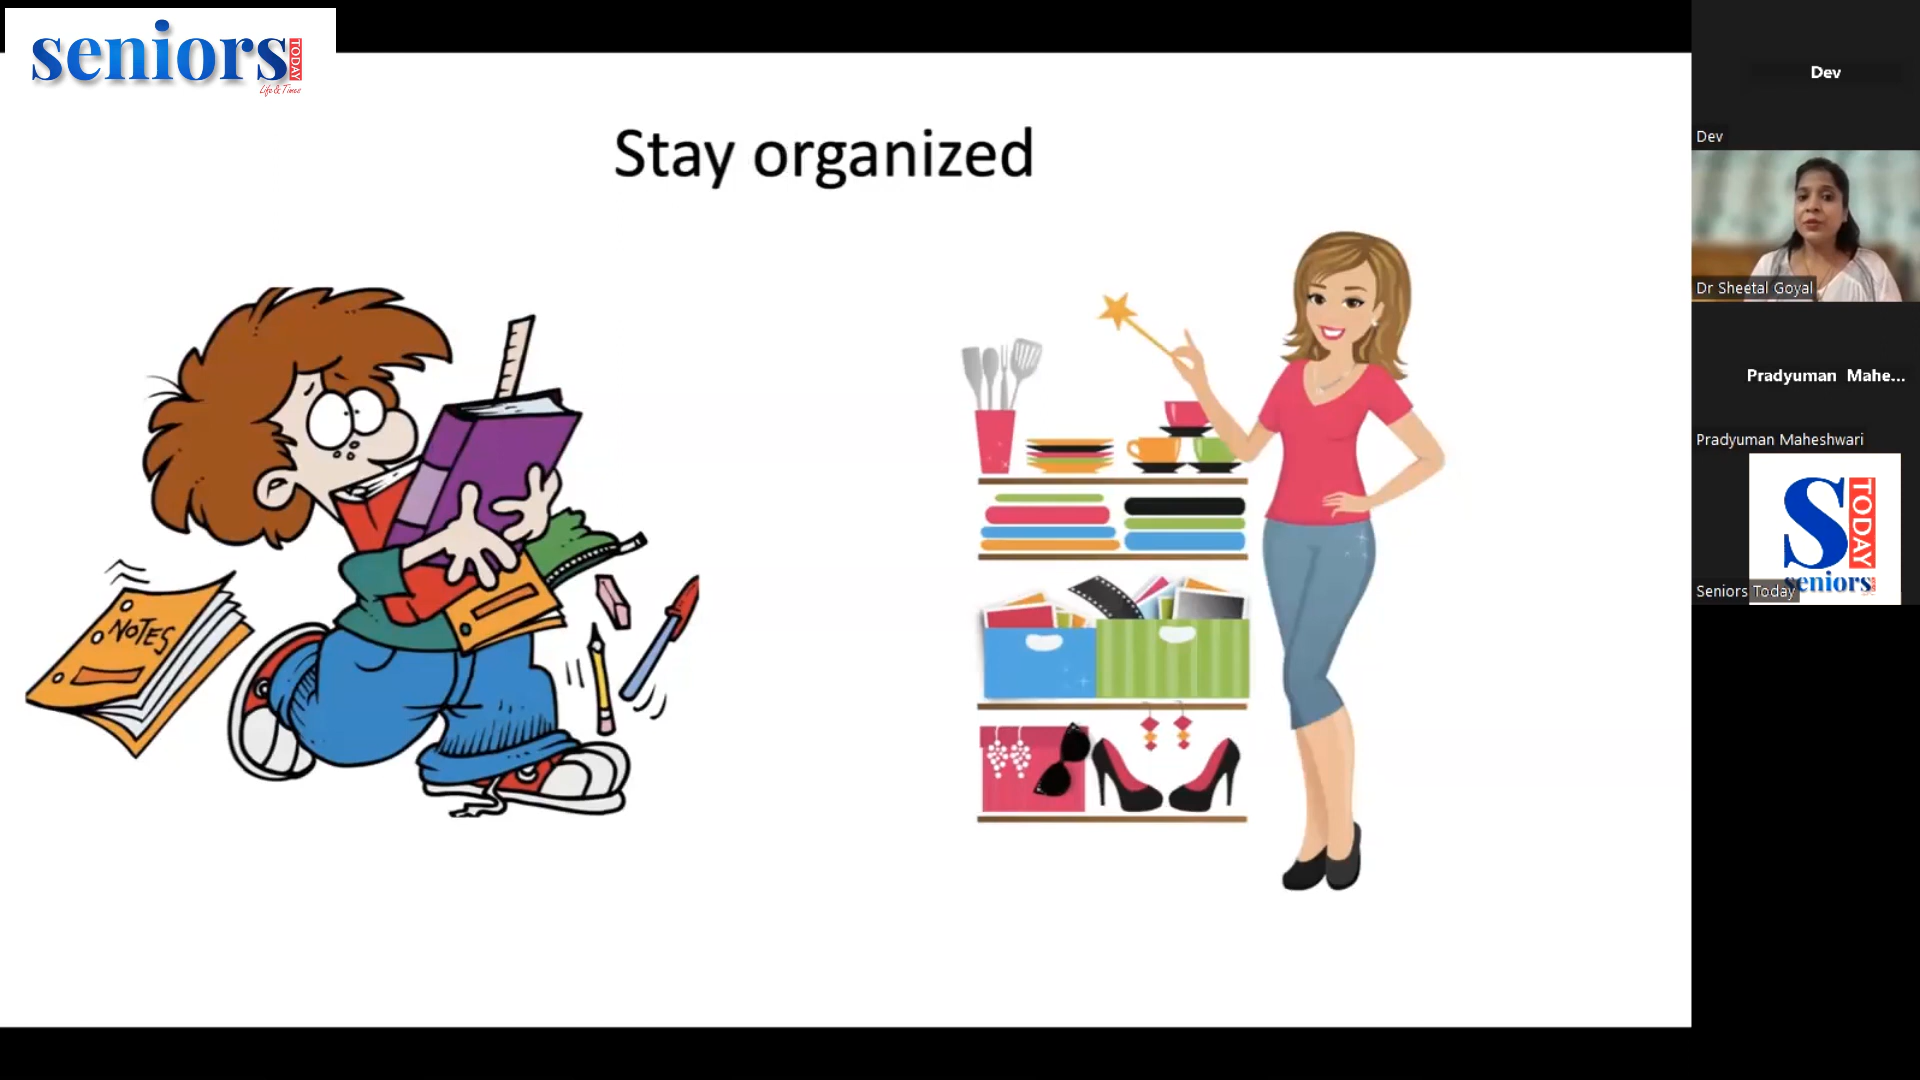 seniors
TODAY
Life & Times
Stay organized
NOTES
Dev
Dev
Dr Sheetal Goyal
Pradyuman Mahe...
Pradyuman Maheshwari
S
TODAY
seniors
Seniors Today